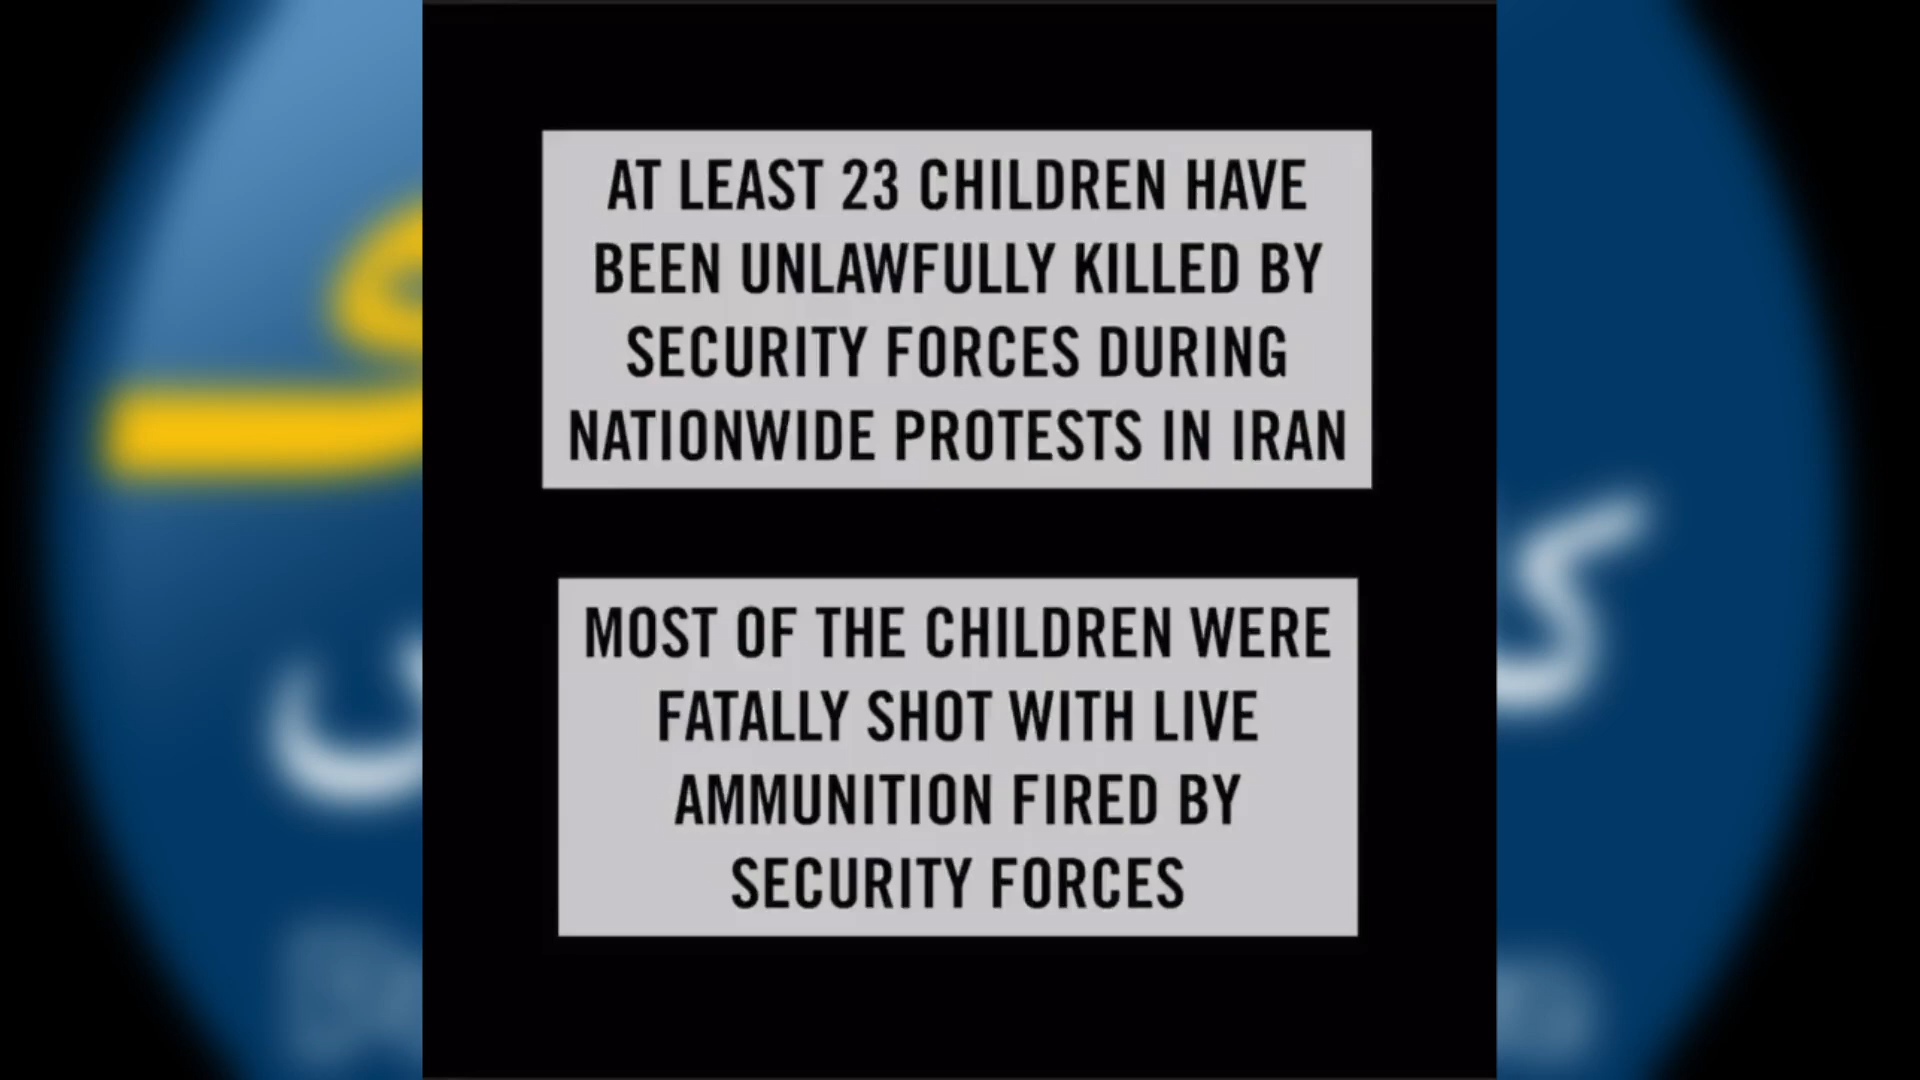 AT LEAST 23 CHILDREN HAVE
BEEN UNLAWFULLY KILLED BY
SECURITY FORCES DURING
NATIONWIDE PROTESTS IN IRAN
MOST OF THE CHILDREN WERE
FATALLY SHOT WITH LIVE
AMMUNITION FIRED BY
SECURITY FORCES